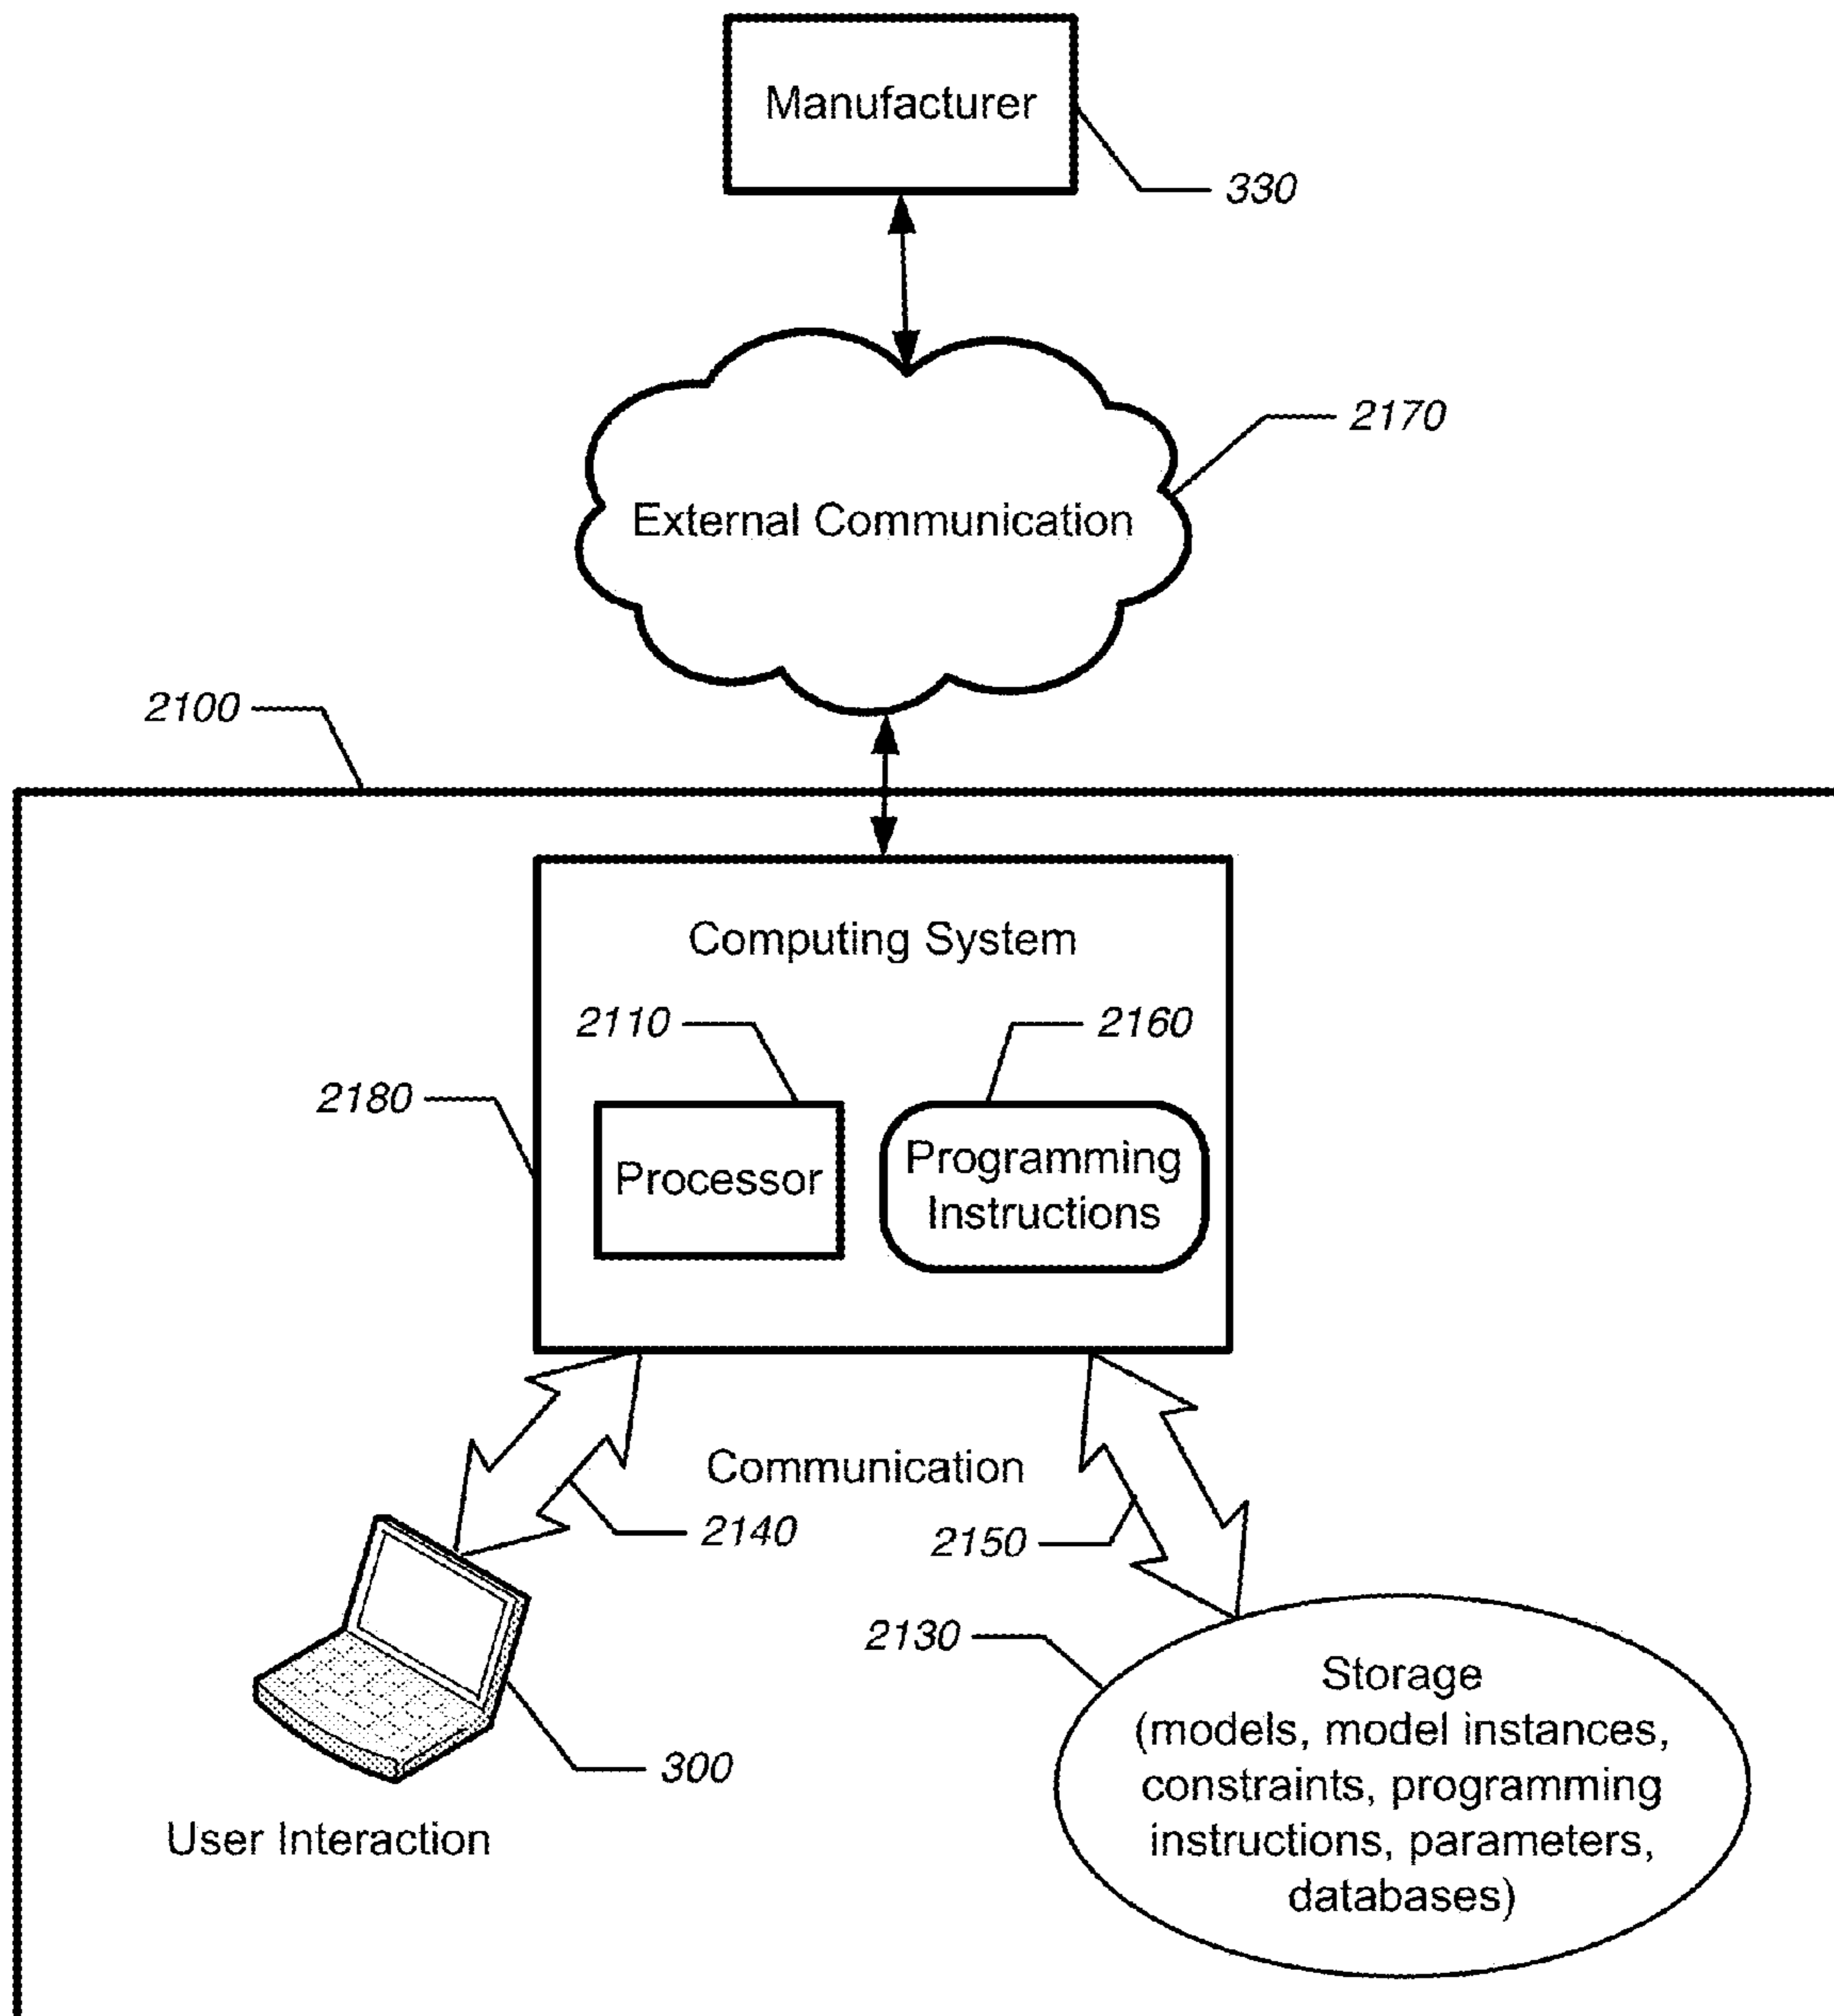 Manufacturer
330
2170
External Communication
2100
Computing System
2110
2160
2180
Processor
Programming
Instructions
Communication
2140
2150
2130
300
User Interaction
Storage
(models, model instances,
constraints, programming
instructions, parameters,
databases)